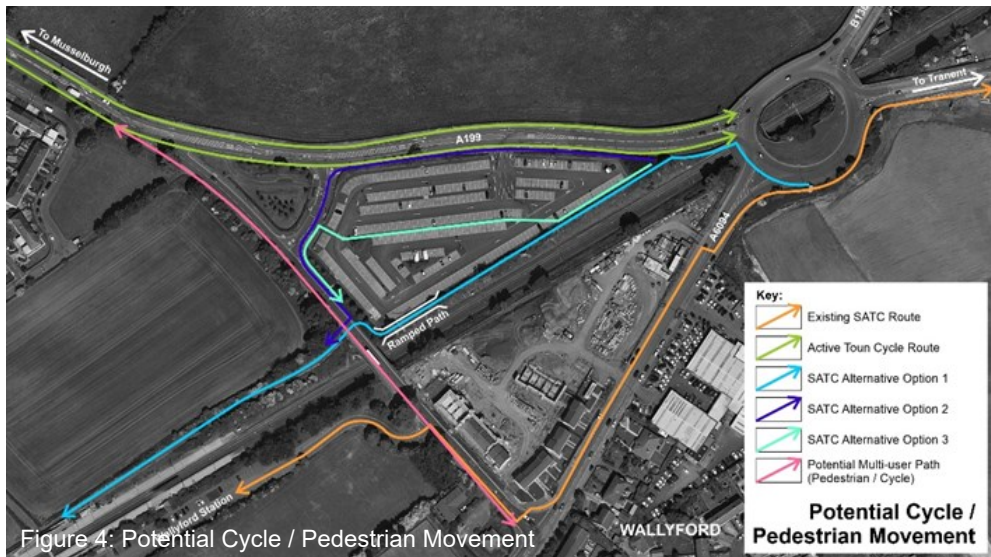 To Musselburgh
B136
To Tranent
A199
A6094
Ramped Path
Key:
Existing SATC Route
Active Toun Cycle Route
SATC Alternative Option 1
SATC Alternative Option 2
SATC Alternative Option 3
Potential Multi-user Path
(Pedestrian / Cycle)
Potential Cycle /
Pedestrian Movement
Station
WALLYFORD
Figure 4: Potential Cycle / Pedestrian Movement